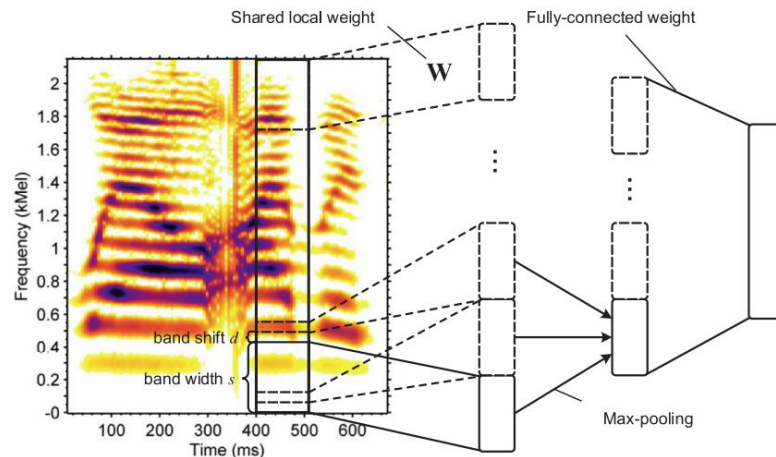 Shared local weight
Fully-connected weight
W
2
1.8
1.6
1.4
1.2
1
0.8
0.6
0.4
0.2
-0
Frequency (kMel)
band shift d
band width s
100 200 300 400 500 600
Time (ms)
Max-pooling